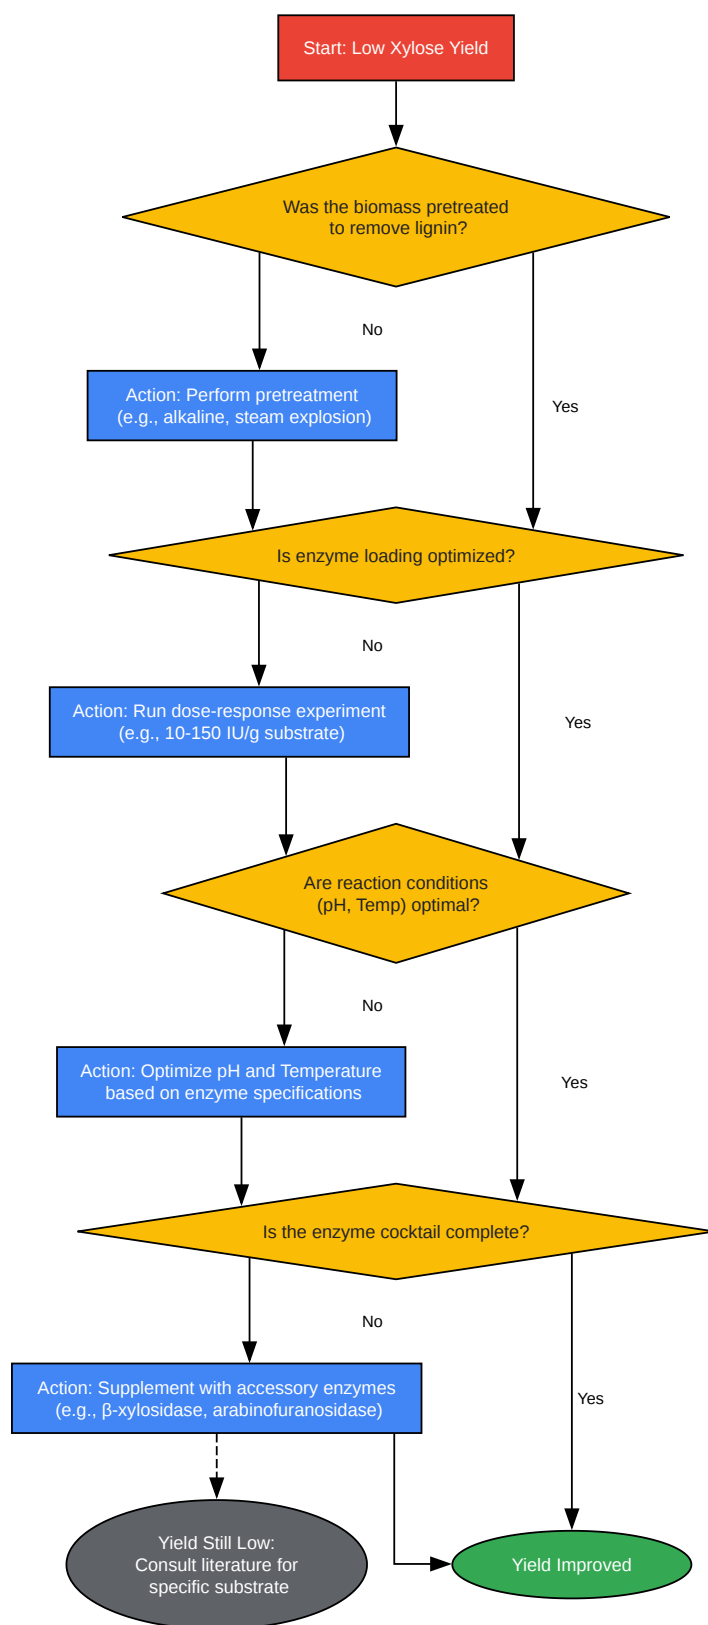 Start: Low Xylose Yield
Was the biomass pretreated
to remove lignin?
No
Action: Perform pretreatment
(e.g., alkaline, steam explosion)
Yes
Is enzyme loading optimized?
No
Action: Run dose-response experiment
(e.g., 10-150 IU/g substrate)
Yes
Are reaction conditions
(pH, Temp) optimal?
No
Action: Optimize pH and Temperature
based on enzyme specifications
Yes
Is the enzyme cocktail complete?
No
Action: Supplement with accessory enzymes
(e.g., β-xylosidase, arabinofuranosidase)
Yes
Yield Still Low:
Consult literature for
specific substrate
Yield Improved